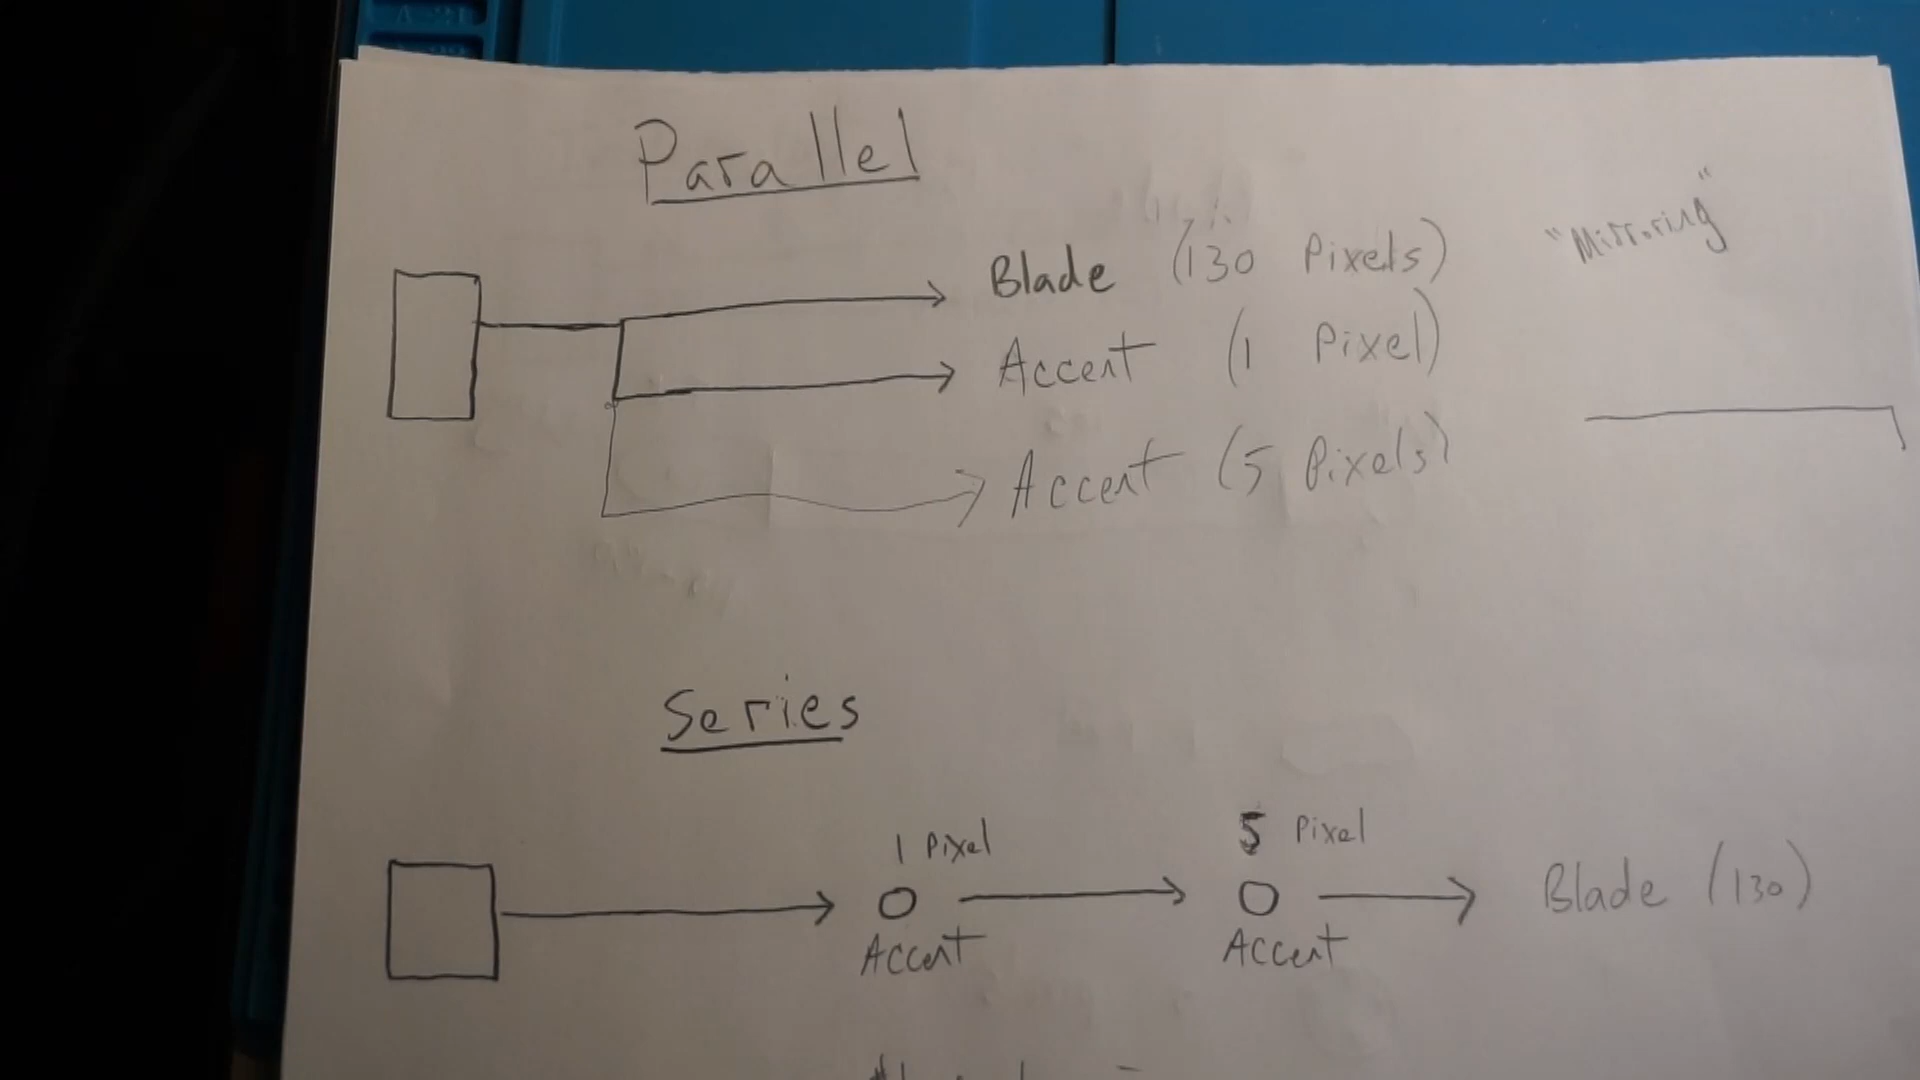 Parallel
Blade (130 Pixels)
"Mirroring"
Accent (1 Pixel)
Accent (5 Pixels)
Series
1 Pixel
5 Pixel
Blade (130)
Accent
Accent